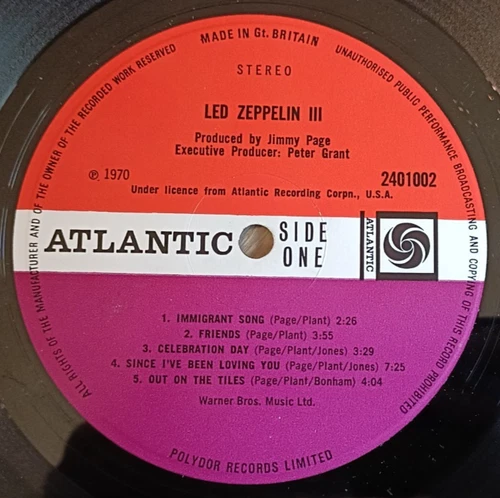 MADE IN Gt. BRITAIN
UNAUTHORISED PUBLIC PERFORMANCE BROADCASTING AND COPYING OF THIS RECORD PROHIBITED
ALL RIGHTS OF THE MANUFACTURER AND OF THE OWNER OF THE RECORDED WORK RESERVED
STEREO
LED ZEPPELIN III
Produced by Jimmy Page
Executive Producer: Peter Grant
℗ 1970
2401002
Under licence from Atlantic Recording Corpn., U.S.A.
ATLANTIC
SIDE
ONE
ATLANTIC
1. IMMIGRANT SONG (Page/Plant) 2:26
2. FRIENDS (Page/Plant) 3:55
3. CELEBRATION DAY (Page/Plant/Jones) 3:29
4. SINCE I'VE BEEN LOVING YOU (Page/Plant/Jones) 7:25
5. OUT ON THE TILES (Page/Plant/Bonham) 4:04
Warner Bros. Music Ltd.
POLYDOR RECORDS LIMITED